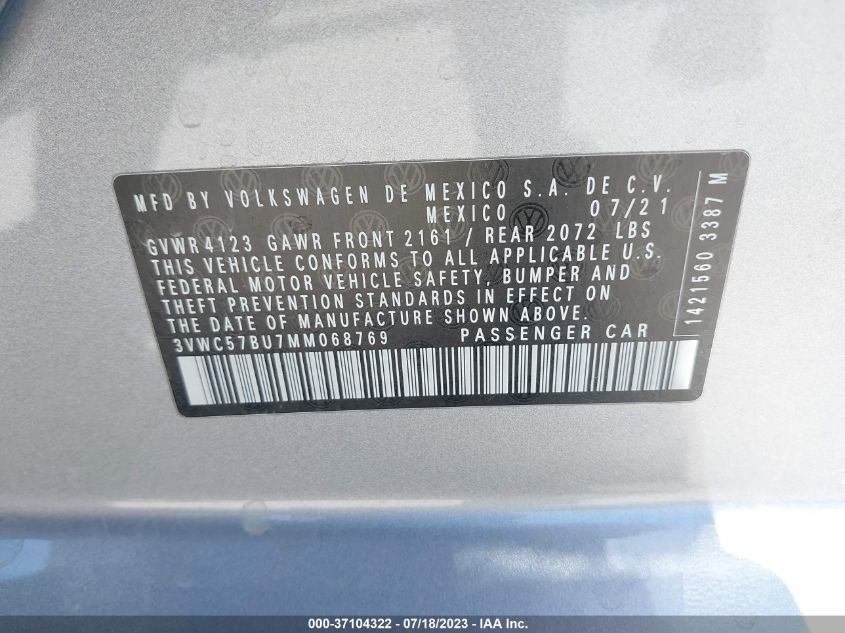 MFD BY VOLKSWAGEN DE MEXICO S.A. DE C.V.
MEXICO 07/21
GVWR4123 GAWR FRONT 2161 / REAR 2072 LBS
THIS VEHICLE CONFORMS TO ALL APPLICABLE U.S.
FEDERAL MOTOR VEHICLE SAFETY, BUMPER AND
THEFT PREVENTION STANDARDS IN EFFECT ON
THE DATE OF MANUFACTURE SHOWN ABOVE.
3VWC57BU7MM068769 PASSENGER CAR
1421560 3387 M
000-37104322 - 07/18/2023 - IAA Inc.